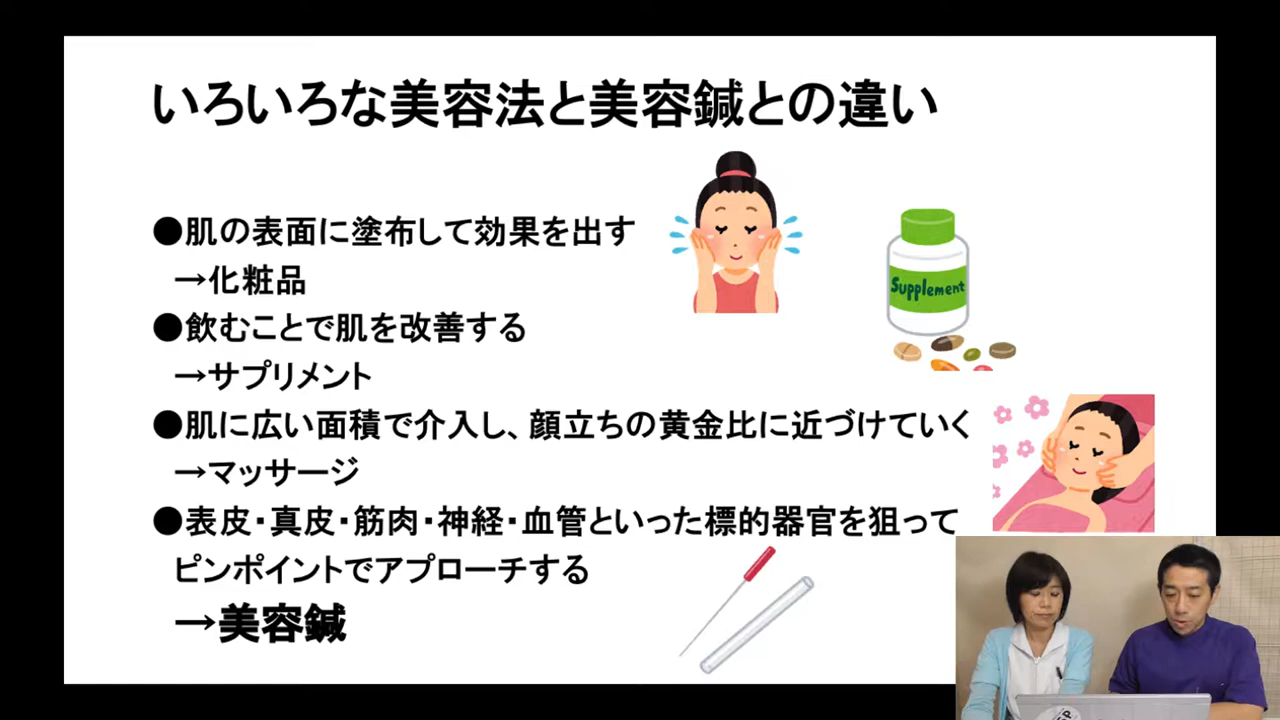 いろいろな美容法と美容鍼との違い
●肌の表面に塗布して効果を出す
→化粧品
●飲むことで肌を改善する
→サプリメント
●肌に広い面積で介入し、顔立ちの黄金比に近づけていく
→マッサージ
●表皮・真皮・筋肉・神経・血管といった標的器官を狙って
ピンポイントでアプローチする
→美容鍼
Supplement